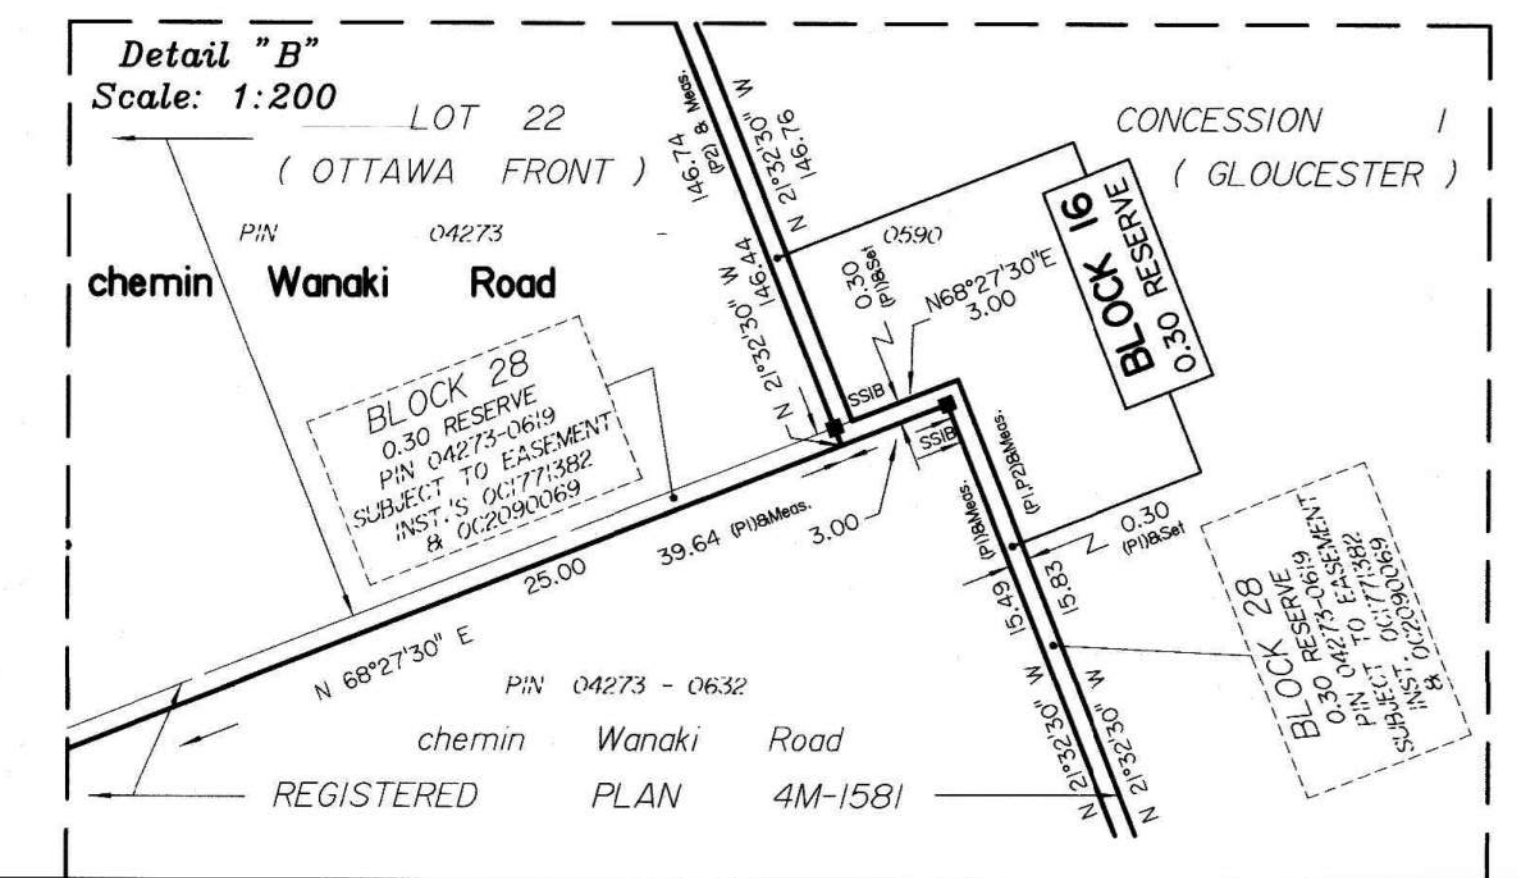 Detail "B"
Scale: 1:200
LOT 22
( OTTAWA FRONT )
PIN 04273 - 0590
chemin Wanaki Road
CONCESSION 1
( GLOUCESTER )
146.74
(P2) & Meas.
N 21°32'30" W
146.76
N 21°32'30" W
146.44
0.30
(P1)&Set
N68°27'30"E
3.00
BLOCK 16
0.30 RESERVE
BLOCK 28
0.30 RESERVE
PIN 04273-0619
SUBJECT TO EASEMENT
INST.'S OC1771382
& OC2090069
SSIB
SSIB
(P1,P2)&Meas.
(P1)&Meas.
39.64 (P1)&Meas.
3.00
25.00
N 68°27'30" E
0.30
(P1)&Set
15.49
15.83
N 21°32'30" W
N 21°32'30" W
BLOCK 28
0.30 RESERVE
PIN 04273-0619
SUBJECT TO EASEMENT
INST. OC1771382
& OC2090069
PIN 04273 - 0632
chemin Wanaki Road
REGISTERED PLAN 4M-1581